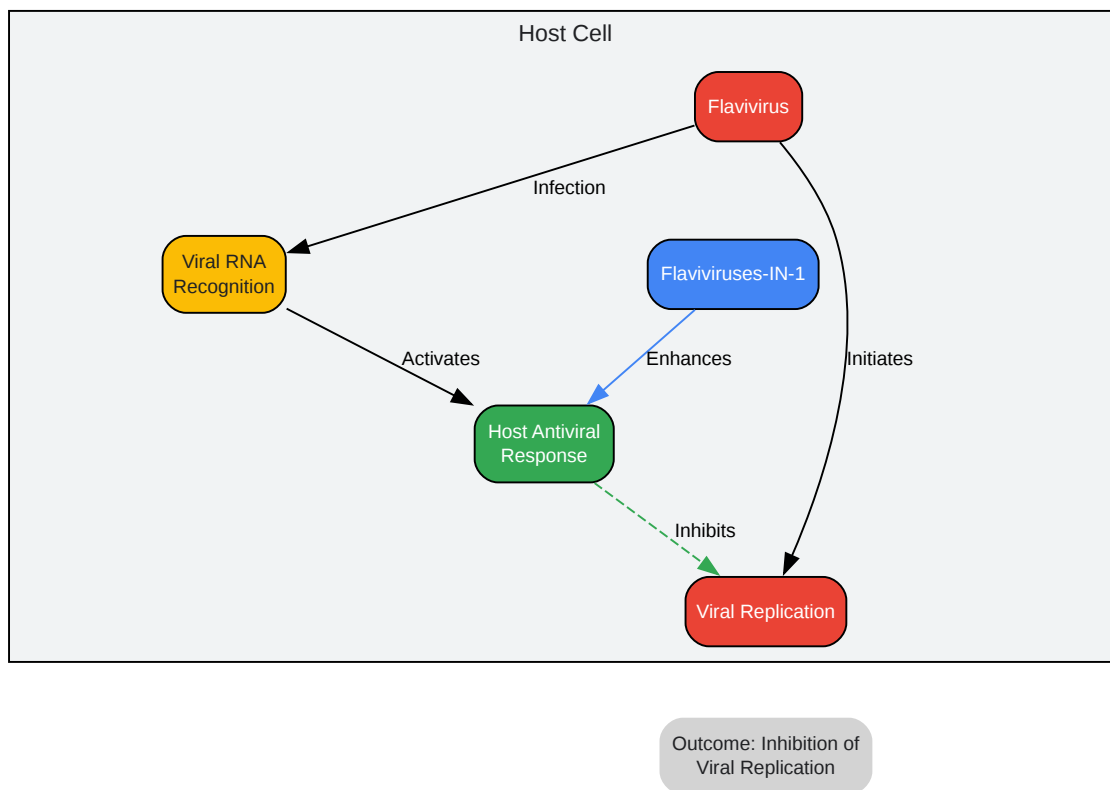 Host Cell
Flavivirus
Infection
Viral RNA
Recognition
Flaviviruses-IN-1
Activates
Enhances
Initiates
Host Antiviral
Response
Inhibits
Viral Replication
Outcome: Inhibition of
Viral Replication